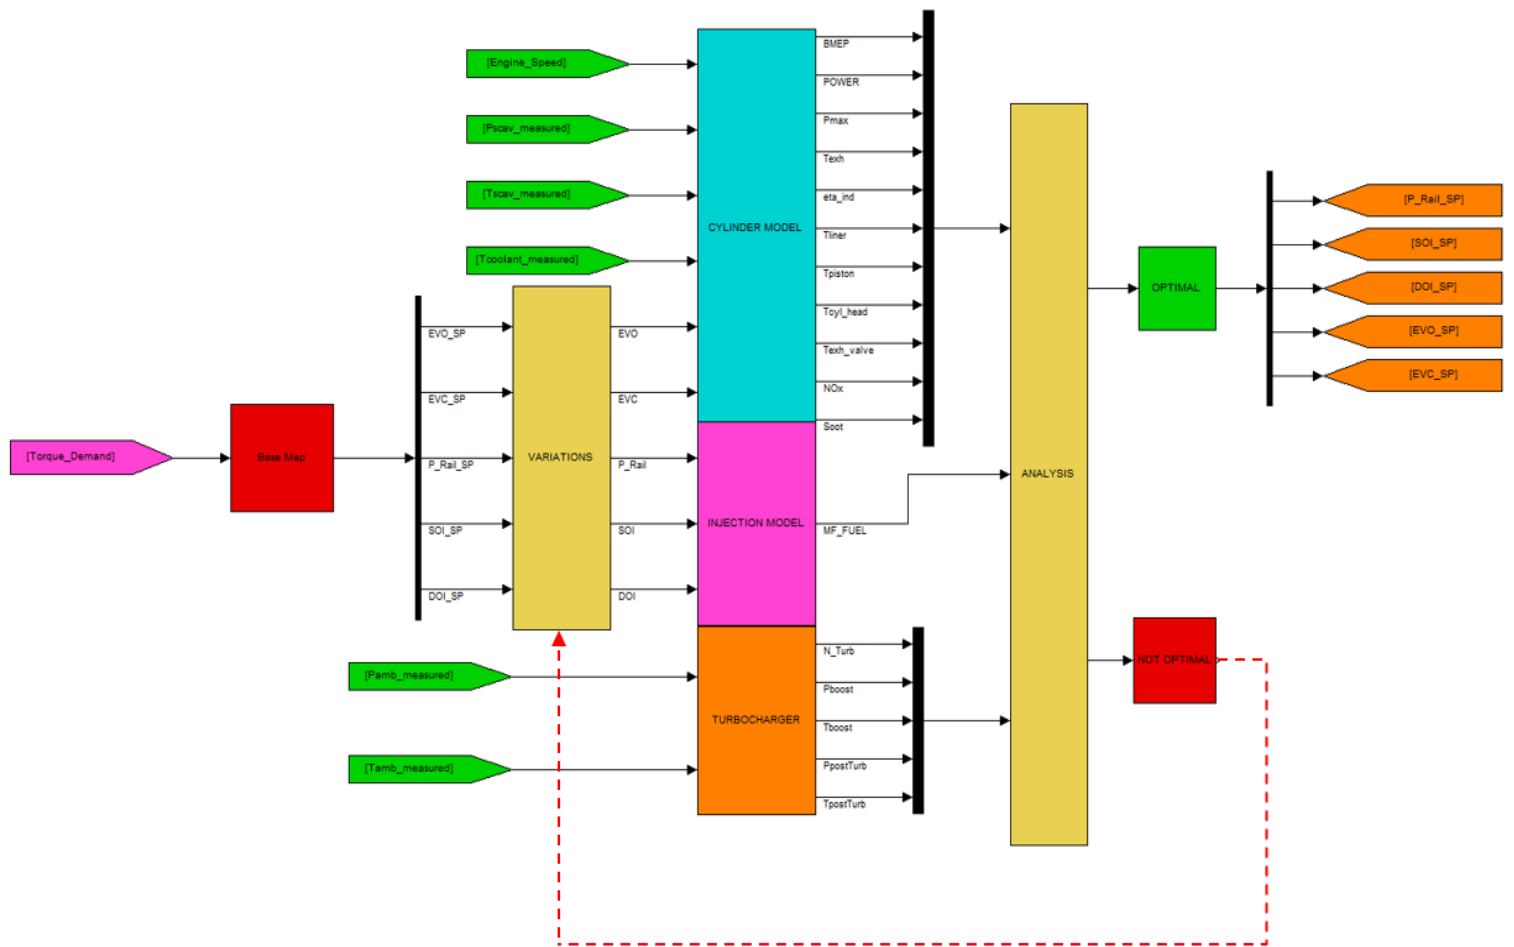 [Engine_Speed]
[Pscav_measured]
[Tscav_measured]
[Tcoolant_measured]
[Torque_Demand]
Base Map
EVO_SP
EVC_SP
P_Rail_SP
SOI_SP
DOI_SP
VARIATIONS
EVO
EVC
P_Rail
SOI
DOI
[Pamb_measured]
[Tamb_measured]
CYLINDER MODEL
INJECTION MODEL
TURBOCHARGER
BMEP
POWER
Pmax
Texh
eta_ind
Tliner
Tpiston
Tcyl_head
Texh_valve
NOx
Soot
MF_FUEL
N_Turb
Pboost
Tboost
PpostTurb
TpostTurb
ANALYSIS
OPTIMAL
NOT OPTIMAL
[P_Rail_SP]
[SOI_SP]
[DOI_SP]
[EVO_SP]
[EVC_SP]